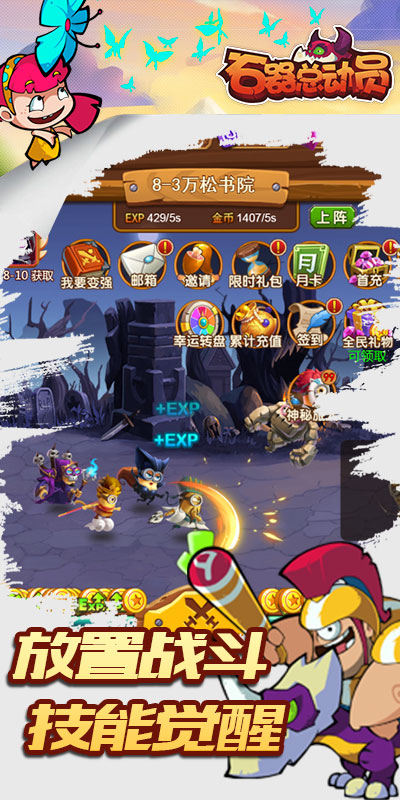 石器总动员
8-3万松书院
EXP 429/5s 金币 1407/5s
上阵
8-10 获取 我要变强 邮箱 邀请 限时礼包 月卡 首充
幸运转盘 累计充值 签到 全民礼物
可领取
99
+EXP
+EXP
EXP
放置战斗
技能觉醒